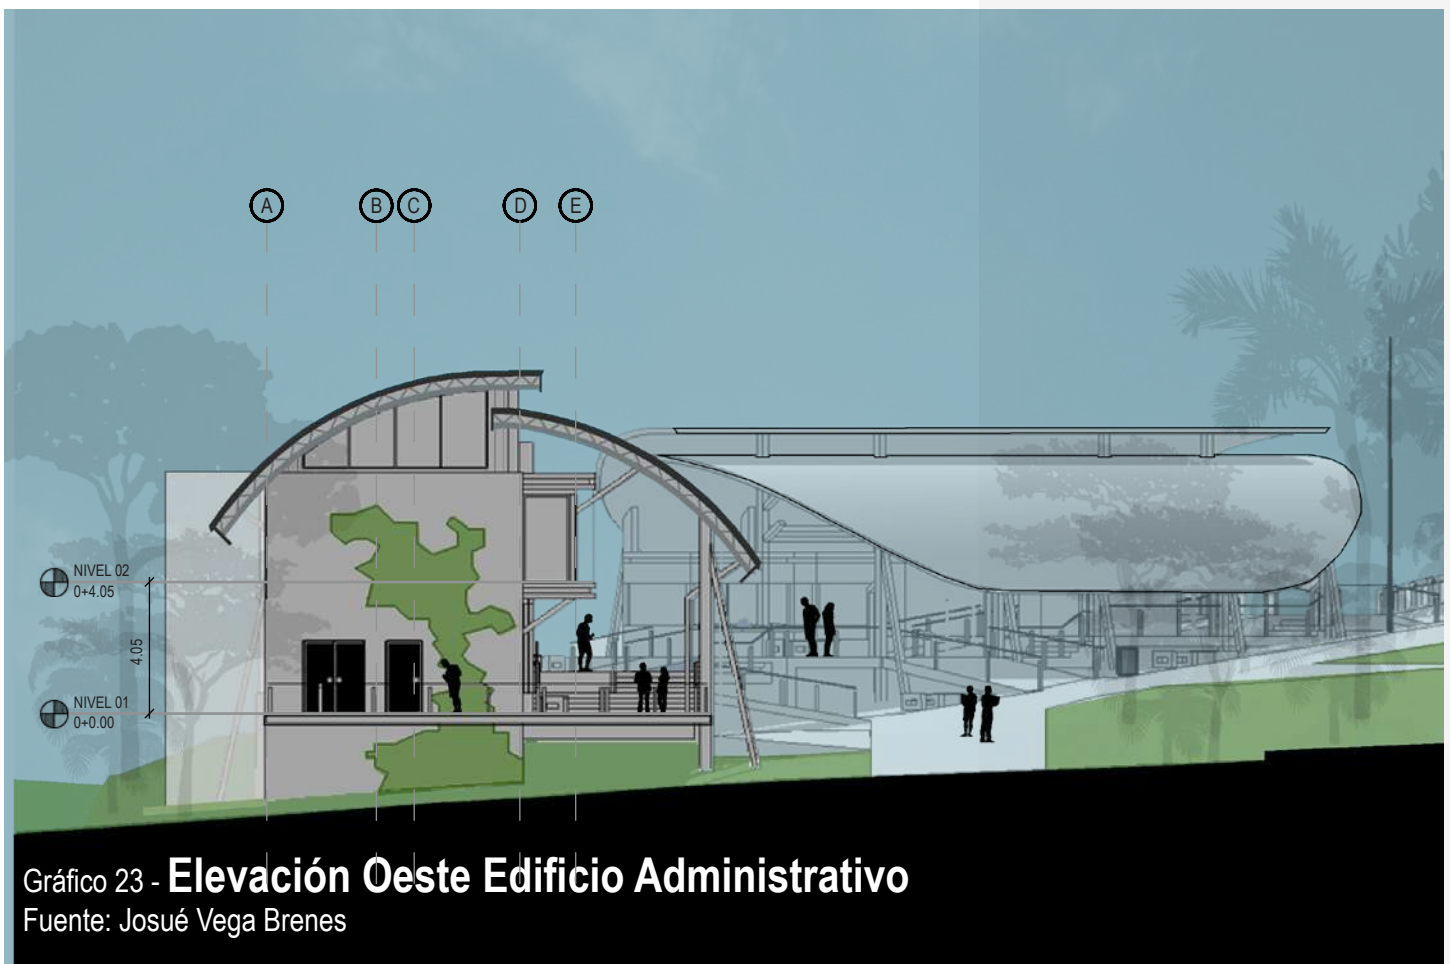 A B C D E
NIVEL 02
0+4.05
4.05
NIVEL 01
0+0.00
Gráfico 23 - Elevación Oeste Edificio Administrativo
Fuente: Josué Vega Brenes